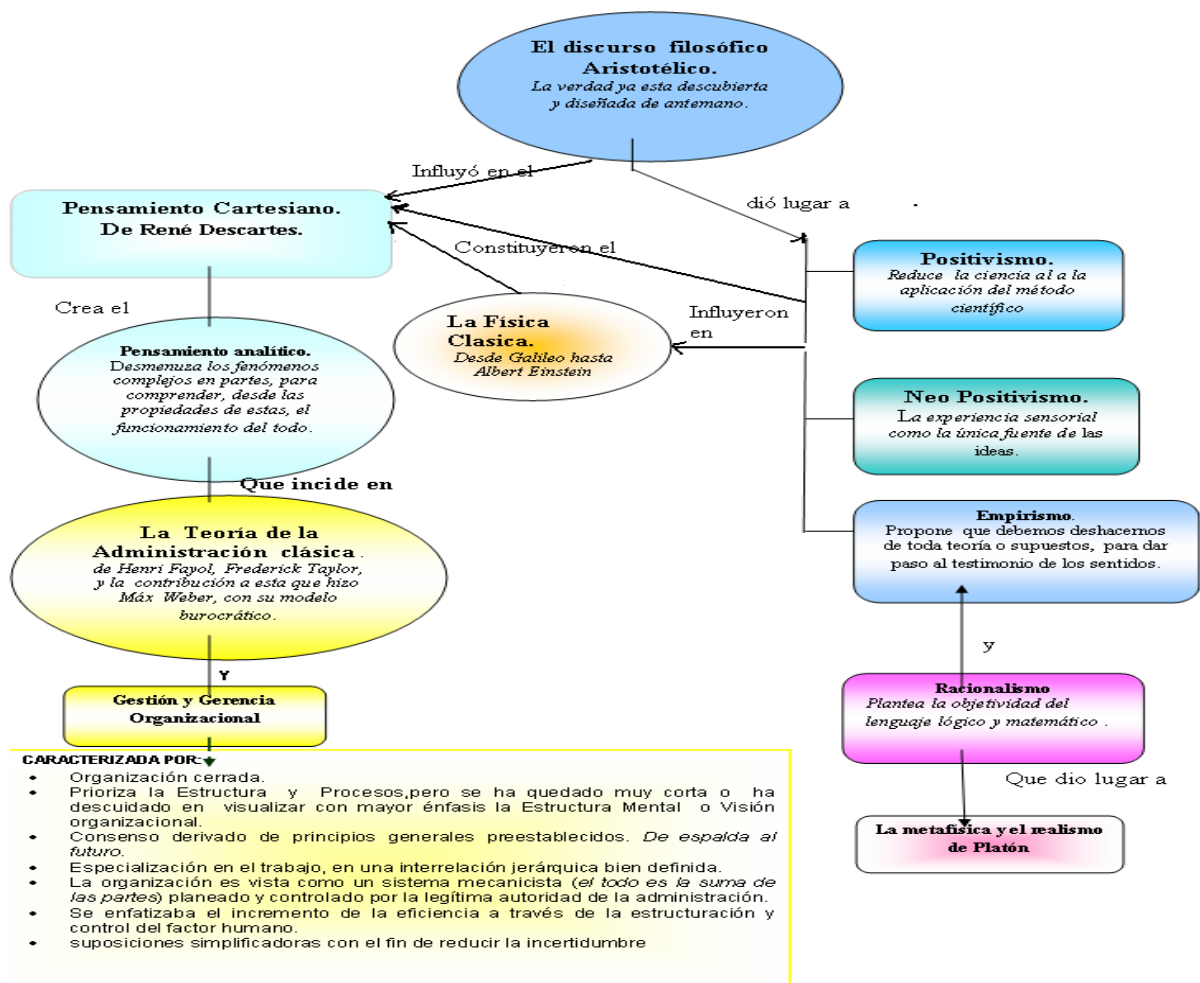 El discurso filosófico
Aristotélico.
La verdad ya esta descubierta
y diseñada de antemano.
Influyó en el
dió lugar a
Pensamiento Cartesiano.
De René Descartes.
Constituyeron el
Positivismo.
Reduce la ciencia al a la
aplicación del método
científico
Crea el
La Física
Clasica.
Desde Galileo hasta
Albert Einstein
Influyeron
en
Pensamiento analítico.
Desmenuza los fenómenos
complejos en partes, para
comprender, desde las
propiedades de estas, el
funcionamiento del todo.
Neo Positivismo.
La experiencia sensorial
como la única fuente de las
ideas.
Que incide en
La Teoría de la
Administración clásica .
de Henri Fayol, Frederick Taylor,
y la contribución a esta que hizo
Máx Weber, con su modelo
burocrático.
Empirismo.
Propone que debemos deshacernos
de toda teoría o supuestos, para dar
paso al testimonio de los sentidos.
y
Y
Racionalismo
Plantea la objetividad del
lenguaje lógico y matemático .
Gestión y Gerencia
Organizacional
Que dio lugar a
La metafísica y el realismo
de Platón
CARACTERIZADA POR:
• Organización cerrada.
• Prioriza la Estructura y Procesos,pero se ha quedado muy corta o ha
descuidado en visualizar con mayor énfasis la Estructura Mental o Visión
organizacional.
• Consenso derivado de principios generales preestablecidos. De espalda al
futuro.
• Especialización en el trabajo, en una interrelación jerárquica bien definida.
• La organización es vista como un sistema mecanicista (el todo es la suma de
las partes) planeado y controlado por la legítima autoridad de la administración.
• Se enfatizaba el incremento de la eficiencia a través de la estructuración y
control del factor humano.
• suposiciones simplificadoras con el fin de reducir la incertidumbre